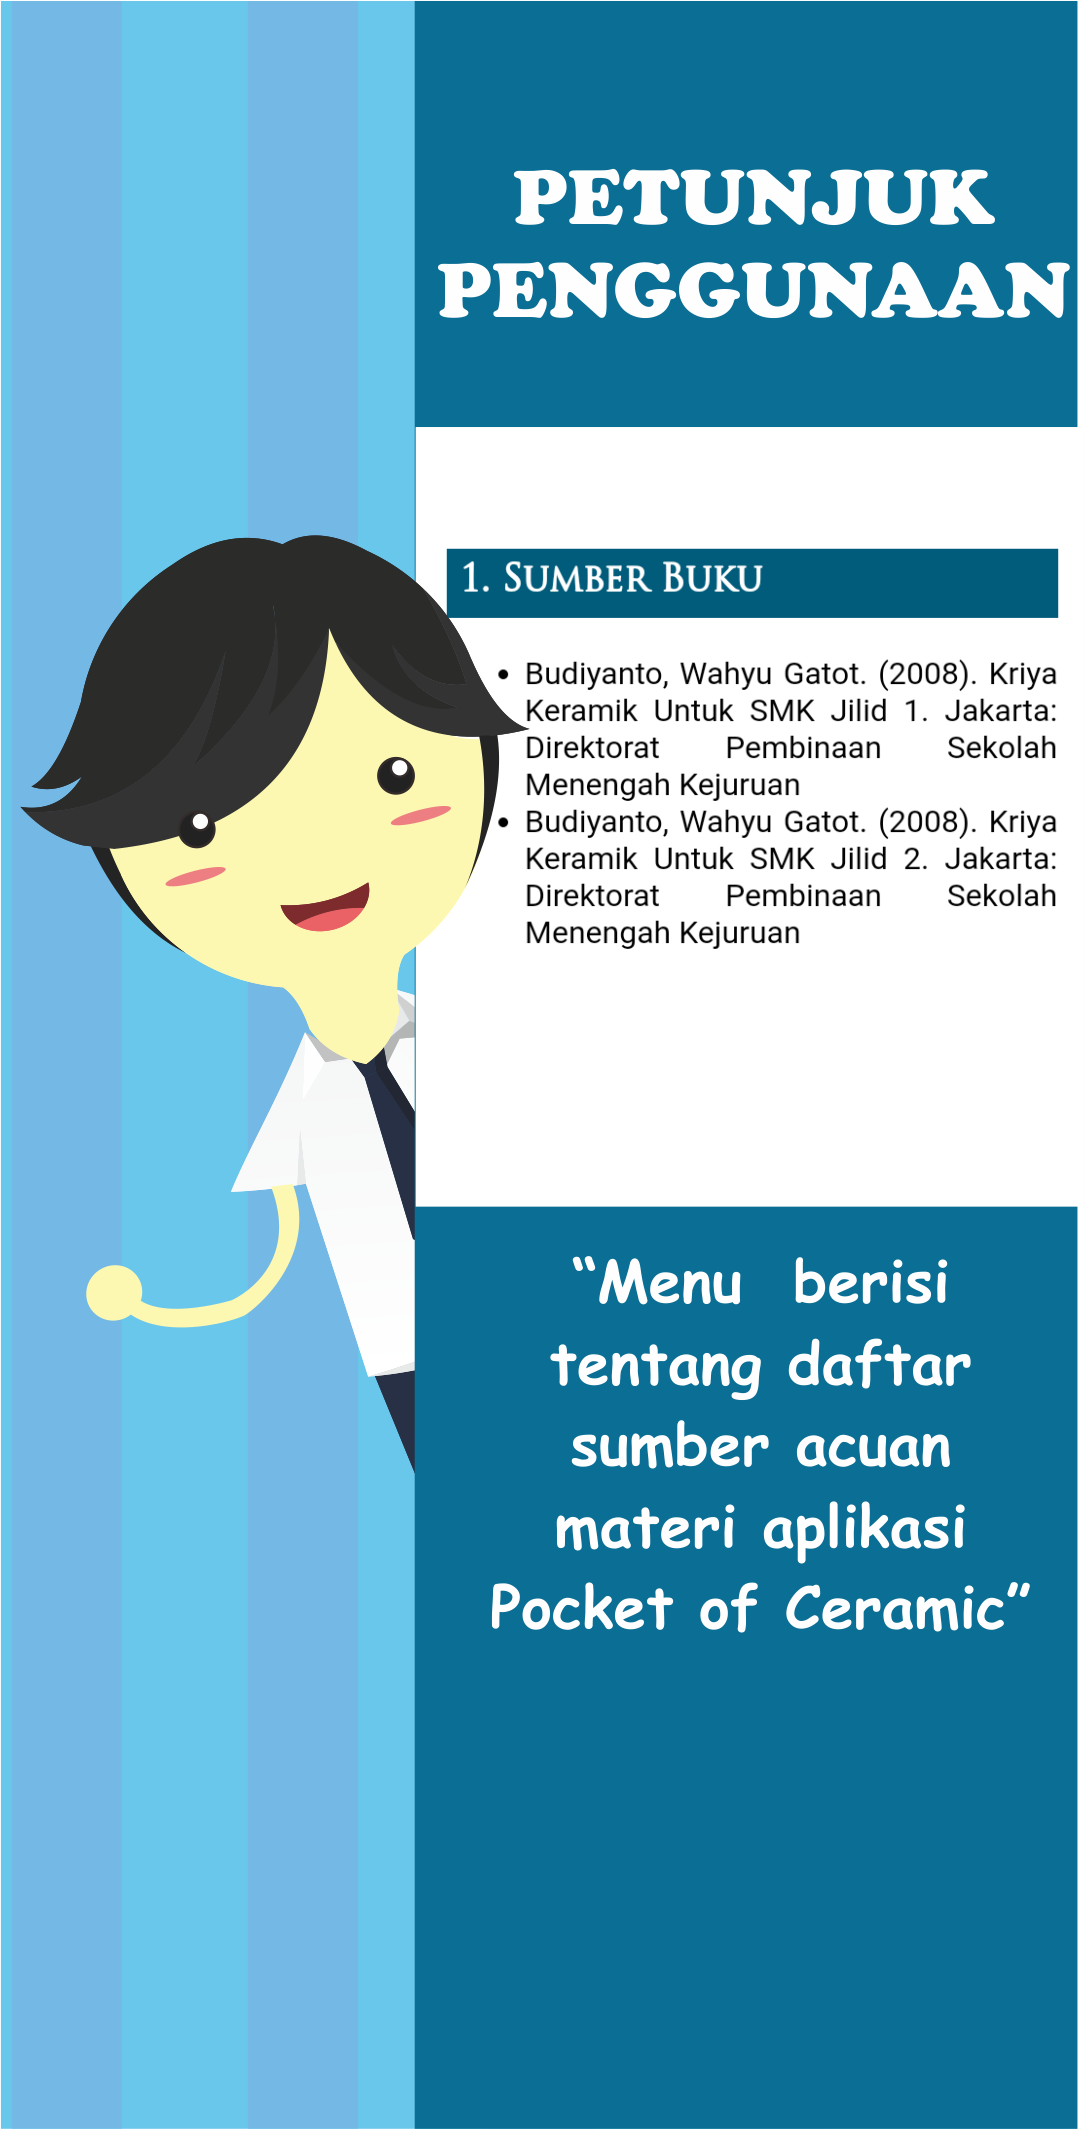 PETUNJUK
PENGGUNAAN
1. SUMBER BUKU
• Budiyanto, Wahyu Gatot. (2008). Kriya
Keramik Untuk SMK Jilid 1. Jakarta:
Direktorat Pembinaan Sekolah
Menengah Kejuruan
• Budiyanto, Wahyu Gatot. (2008). Kriya
Keramik Untuk SMK Jilid 2. Jakarta:
Direktorat Pembinaan Sekolah
Menengah Kejuruan
“Menu berisi
tentang daftar
sumber acuan
materi aplikasi
Pocket of Ceramic”